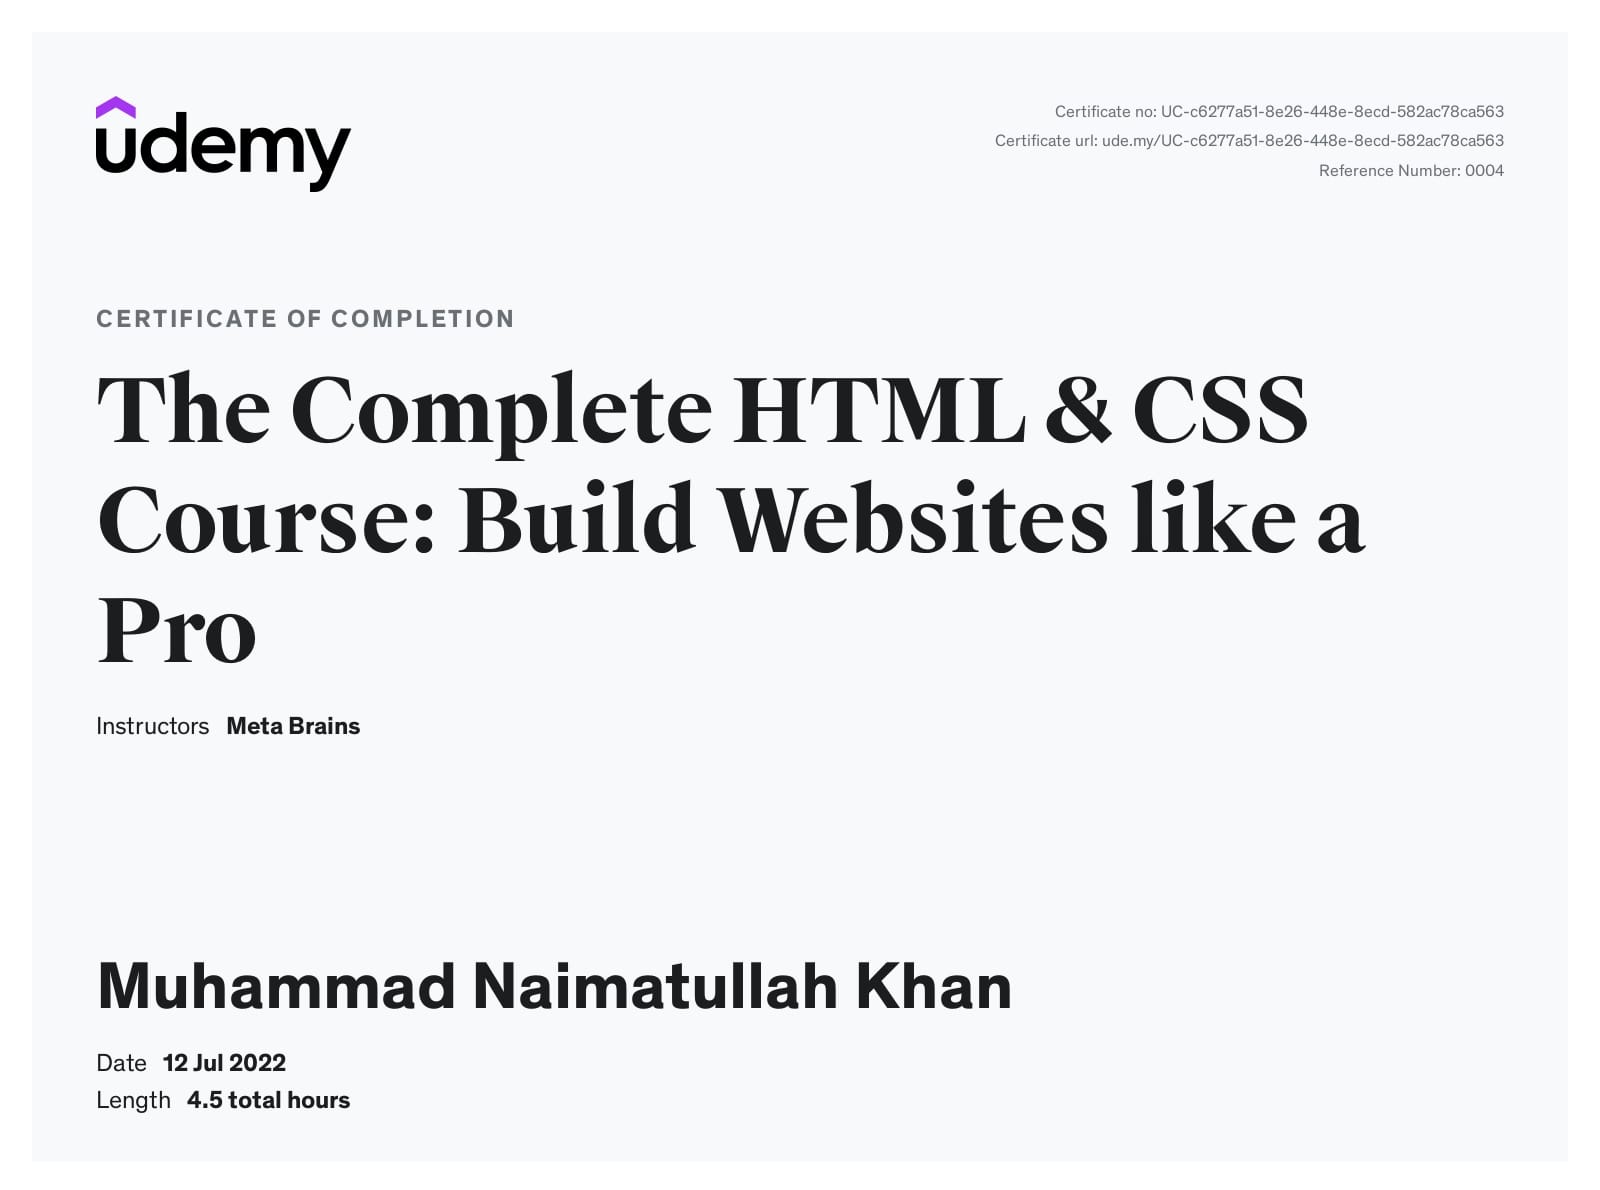 udemy
Certificate no: UC-c6277a51-8e26-448e-8ecd-582ac78ca563
Certificate url: ude.my/UC-c6277a51-8e26-448e-8ecd-582ac78ca563
Reference Number: 0004
CERTIFICATE OF COMPLETION
The Complete HTML & CSS
Course: Build Websites like a
Pro
Instructors Meta Brains
Muhammad Naimatullah Khan
Date 12 Jul 2022
Length 4.5 total hours